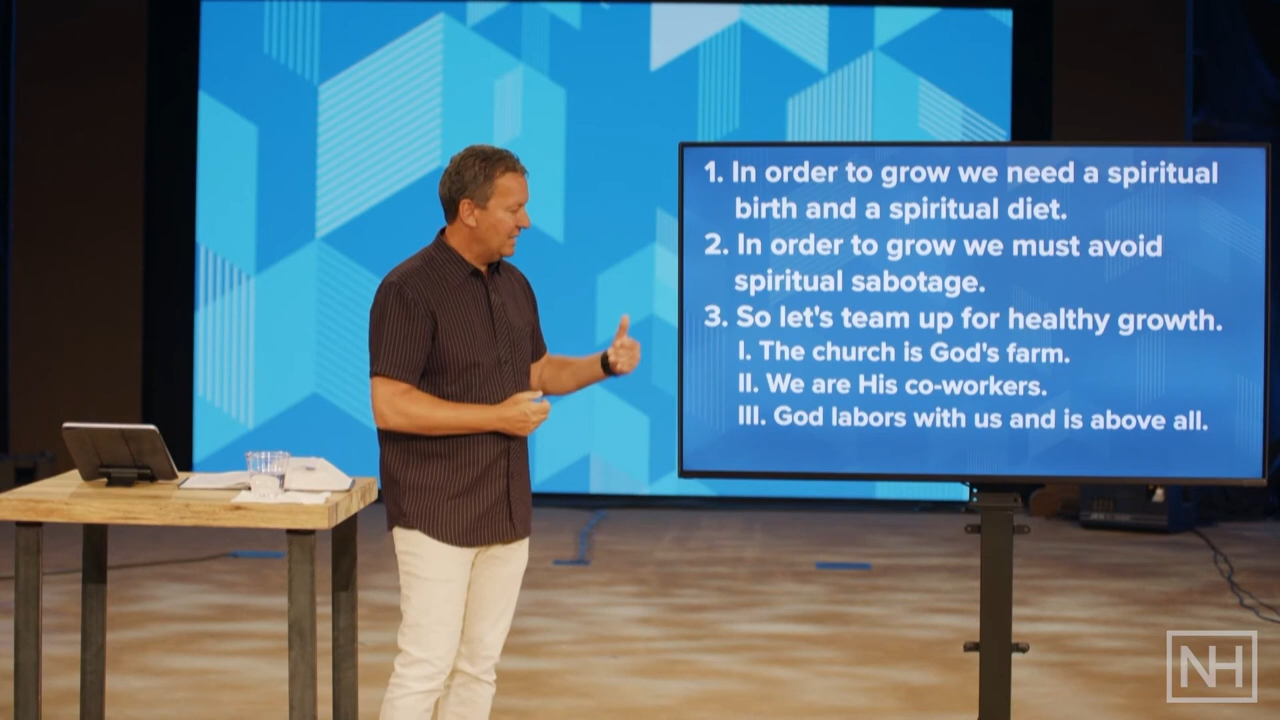 1. In order to grow we need a spiritual
birth and a spiritual diet.
2. In order to grow we must avoid
spiritual sabotage.
3. So let's team up for healthy growth.
I. The church is God's farm.
II. We are His co-workers.
III. God labors with us and is above all.
NH